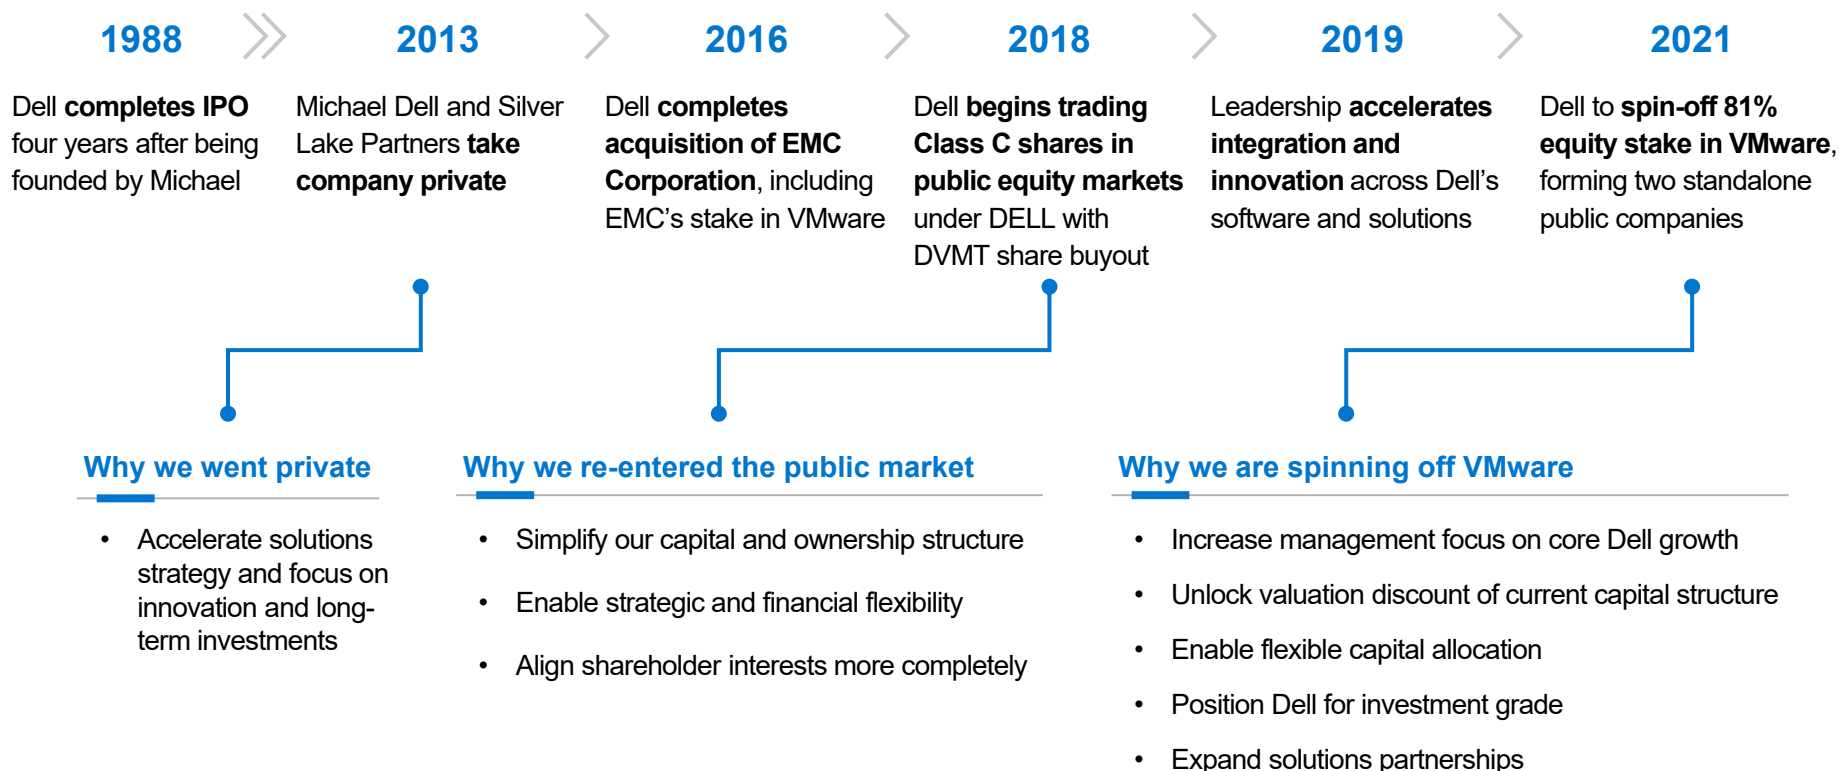 1988
2013
2016
2018
2019
2021
Dell completes IPO
four years after being
founded by Michael
Michael Dell and Silver
Lake Partners take
company private
Dell completes
acquisition of EMC
Corporation, including
EMC’s stake in VMware
Dell begins trading
Class C shares in
public equity markets
under DELL with
DVMT share buyout
Leadership accelerates
integration and
innovation across Dell’s
software and solutions
Dell to spin-off 81%
equity stake in VMware,
forming two standalone
public companies
Why we went private
• Accelerate solutions
strategy and focus on
innovation and long-
term investments
Why we re-entered the public market
• Simplify our capital and ownership structure
• Enable strategic and financial flexibility
• Align shareholder interests more completely
Why we are spinning off VMware
• Increase management focus on core Dell growth
• Unlock valuation discount of current capital structure
• Enable flexible capital allocation
• Position Dell for investment grade
• Expand solutions partnerships